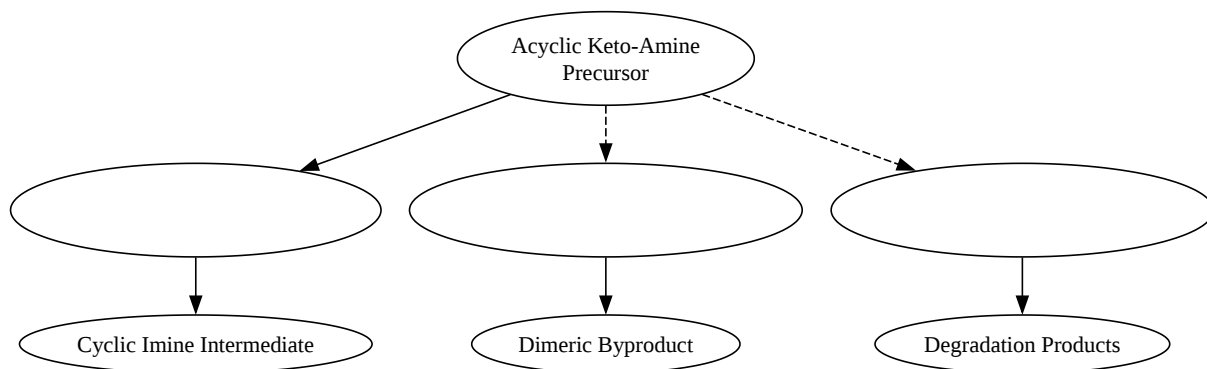 Acyclic Keto-Amine
Precursor
Cyclic Imine Intermediate
Dimeric Byproduct
Degradation Products